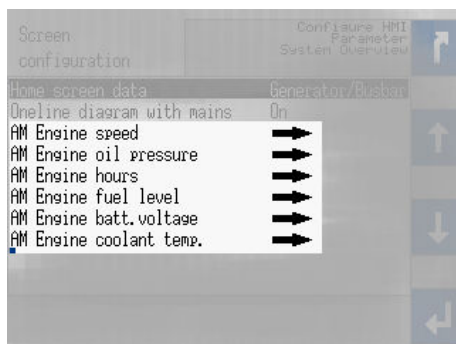 Screen
configuration
Configure HMI
Parameter
System Overview
Home screen data Generator/Busbar
Oneline diagram with mains On
AM Engine speed
AM Engine oil pressure
AM Engine hours
AM Engine fuel level
AM Engine batt.voltage
AM Engine coolant temp.